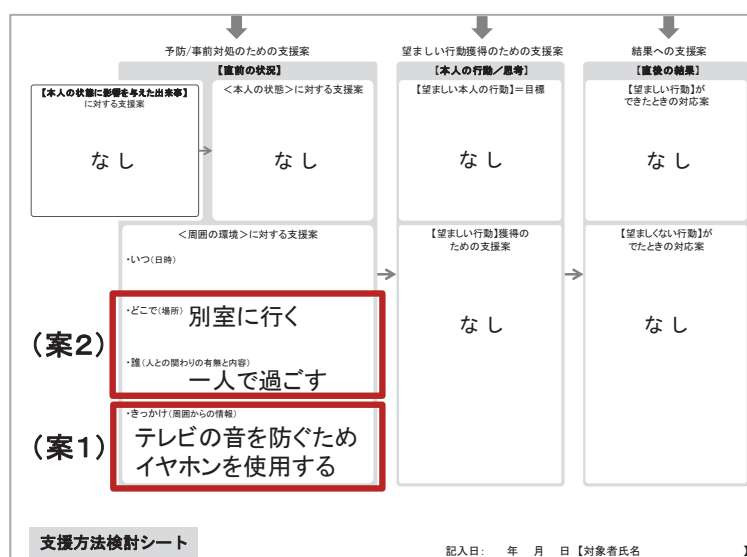 予防/事前対処のための支援案
【直前の状況】
【本人の状態に影響を与えた出来事】
に対する支援案
なし
＜本人の状態＞に対する支援案
なし
＜周囲の環境＞に対する支援案
・いつ(日時)
(案2)
・どこで(場所) 別室に行く
・誰(人との関わりの有無と内容)
一人で過ごす
(案1)
・きっかけ(周囲からの情報)
テレビの音を防ぐため
イヤホンを使用する
望ましい行動獲得のための支援案
【本人の行動／思考】
【望ましい本人の行動】＝目標
なし
【望ましい行動】獲得の
ための支援案
なし
結果への支援案
【直後の結果】
【望ましい行動】が
できたときの対応案
なし
【望ましくない行動】が
でたときの対応案
なし
支援方法検討シート
記入日: 年 月 日 【対象者氏名 】